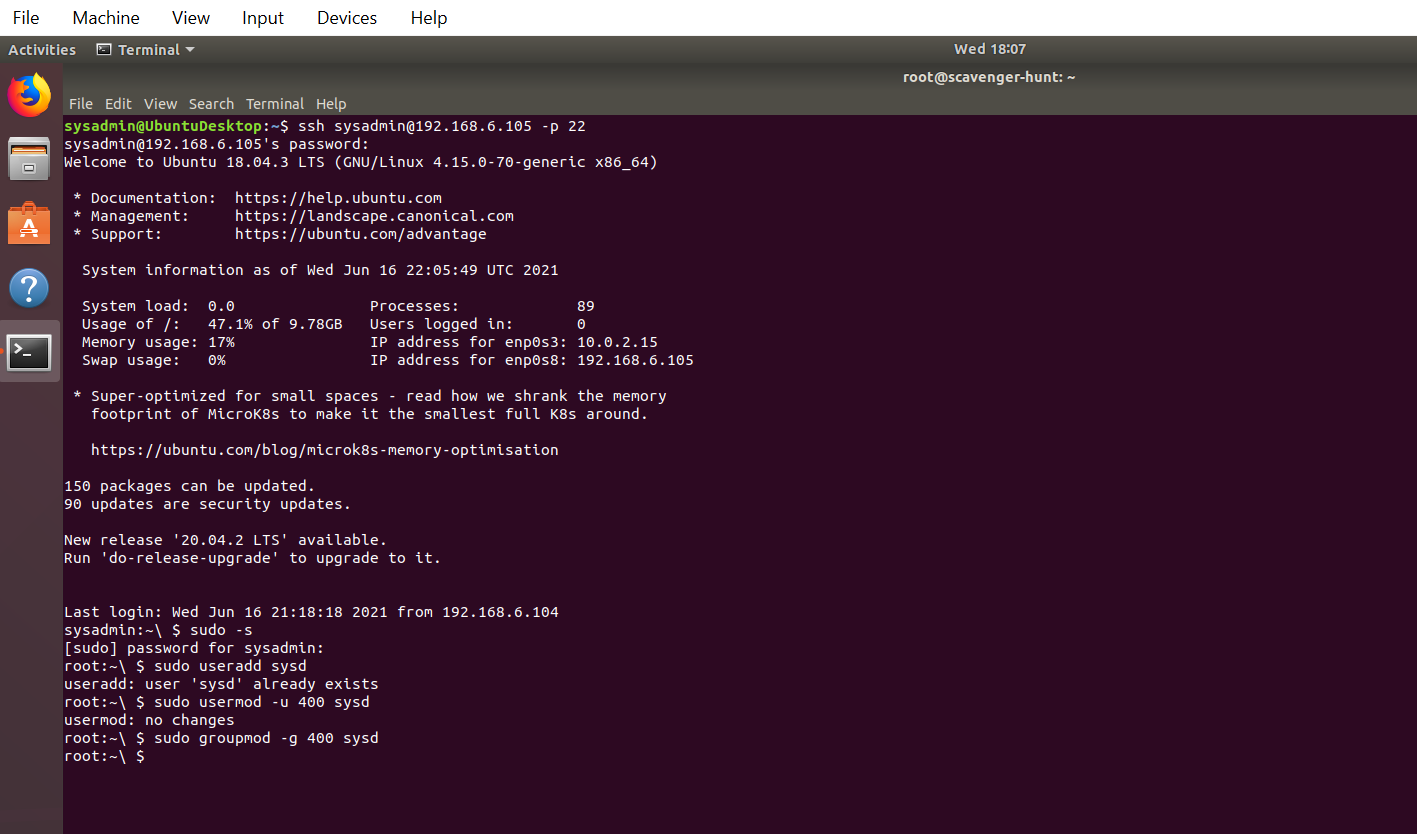 File Machine View Input Devices Help
Activities Terminal Wed 18:07
root@scavenger-hunt: ~
File Edit View Search Terminal Help
sysadmin@UbuntuDesktop:~$ ssh sysadmin@192.168.6.105 -p 22
sysadmin@192.168.6.105's password:
Welcome to Ubuntu 18.04.3 LTS (GNU/Linux 4.15.0-70-generic x86_64)
* Documentation: https://help.ubuntu.com
* Management: https://landscape.canonical.com
* Support: https://ubuntu.com/advantage
System information as of Wed Jun 16 22:05:49 UTC 2021
System load: 0.0 Processes: 89
Usage of /: 47.1% of 9.78GB Users logged in: 0
Memory usage: 17% IP address for enp0s3: 10.0.2.15
Swap usage: 0% IP address for enp0s8: 192.168.6.105
* Super-optimized for small spaces - read how we shrank the memory
footprint of MicroK8s to make it the smallest full K8s around.
https://ubuntu.com/blog/microk8s-memory-optimisation
150 packages can be updated.
90 updates are security updates.
New release '20.04.2 LTS' available.
Run 'do-release-upgrade' to upgrade to it.
Last login: Wed Jun 16 21:18:18 2021 from 192.168.6.104
sysadmin:~\ $ sudo -s
[sudo] password for sysadmin:
root:~\ $ sudo useradd sysd
useradd: user 'sysd' already exists
root:~\ $ sudo usermod -u 400 sysd
usermod: no changes
root:~\ $ sudo groupmod -g 400 sysd
root:~\ $